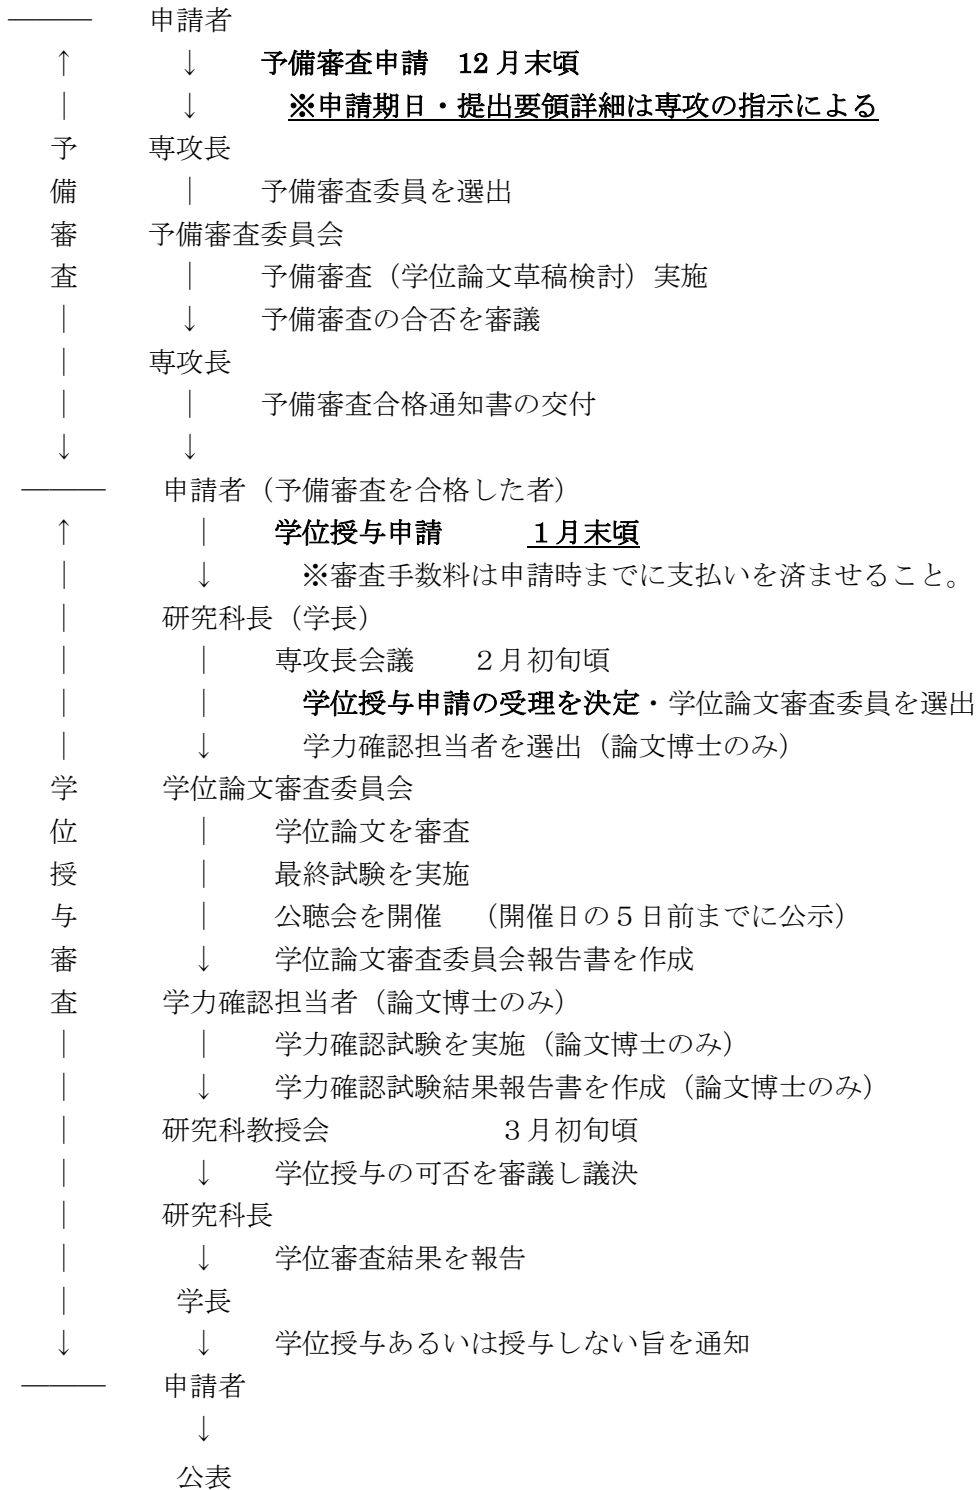 ――― 申請者
↑ ↓ 予備審査申請 12月末頃
｜ ↓ ※申請期日・提出要領詳細は専攻の指示による
予 専攻長
備 ｜ 予備審査委員を選出
審 予備審査委員会
査 ｜ 予備審査（学位論文草稿検討）実施
｜ ↓ 予備審査の合否を審議
｜ 専攻長
｜ ｜ 予備審査合格通知書の交付
↓ ↓
――― 申請者（予備審査を合格した者）
↑ ｜ 学位授与申請 １月末頃
｜ ↓ ※審査手数料は申請時までに支払いを済ませること。
｜ 研究科長（学長）
｜ ｜ 専攻長会議 ２月初旬頃
｜ ｜ 学位授与申請の受理を決定・学位論文審査委員を選出
｜ ↓ 学力確認担当者を選出（論文博士のみ）
学 学位論文審査委員会
位 ｜ 学位論文を審査
授 ｜ 最終試験を実施
与 ｜ 公聴会を開催 （開催日の５日前までに公示）
審 ↓ 学位論文審査委員会報告書を作成
査 学力確認担当者（論文博士のみ）
｜ ｜ 学力確認試験を実施（論文博士のみ）
｜ ↓ 学力確認試験結果報告書を作成（論文博士のみ）
｜ 研究科教授会 ３月初旬頃
｜ ↓ 学位授与の可否を審議し議決
｜ 研究科長
｜ ↓ 学位審査結果を報告
｜ 学長
↓ ↓ 学位授与あるいは授与しない旨を通知
――― 申請者
↓
公表